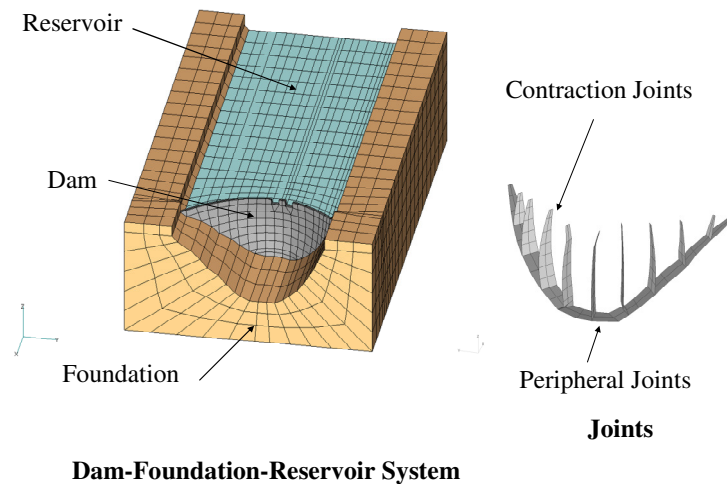 Reservoir
Contraction Joints
Dam
Foundation
Peripheral Joints
Joints
Dam-Foundation-Reservoir System